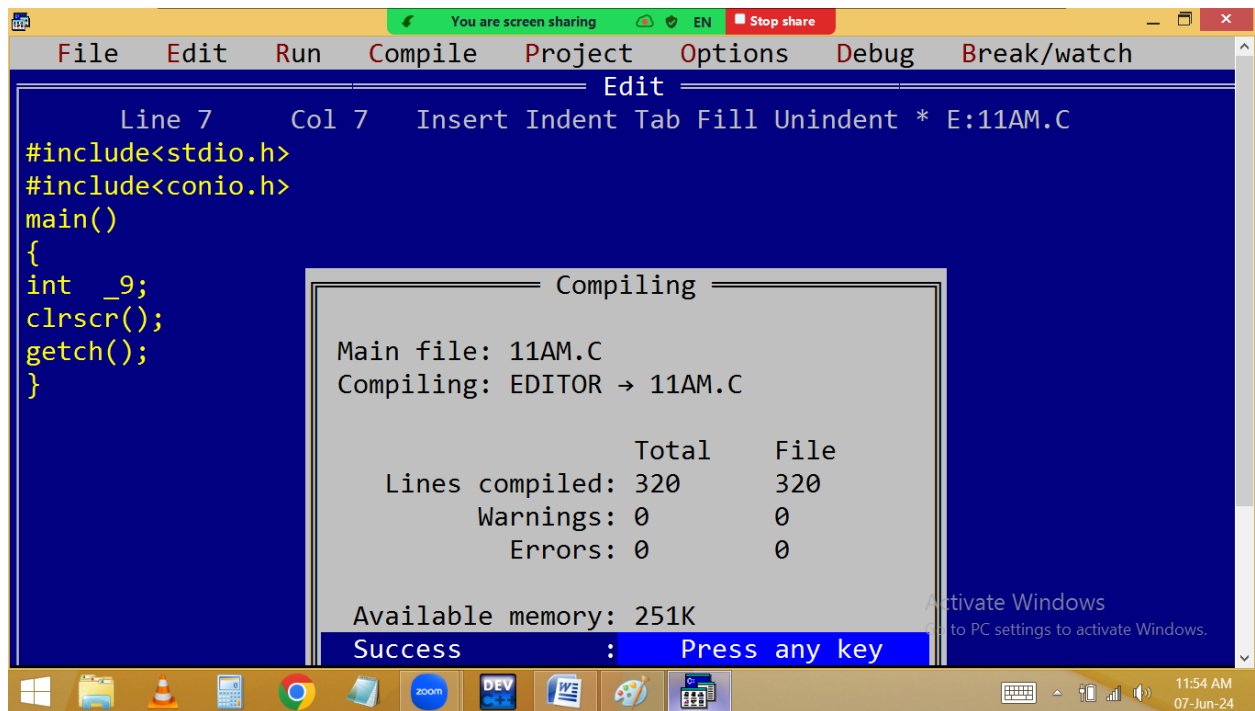 You are screen sharing EN Stop share
File Edit Run Compile Project Options Debug Break/watch
Edit
Line 7 Col 7 Insert Indent Tab Fill Unindent * E:11AM.C
#include<stdio.h>
#include<conio.h>
main()
{
int _9;
clrscr();
getch();
}
Compiling
Main file: 11AM.C
Compiling: EDITOR → 11AM.C
Total File
Lines compiled: 320 320
Warnings: 0 0
Errors: 0 0
Available memory: 251K
Success : Press any key
Activate Windows
Go to PC settings to activate Windows.
zoom DEV C++
11:54 AM
07-Jun-24